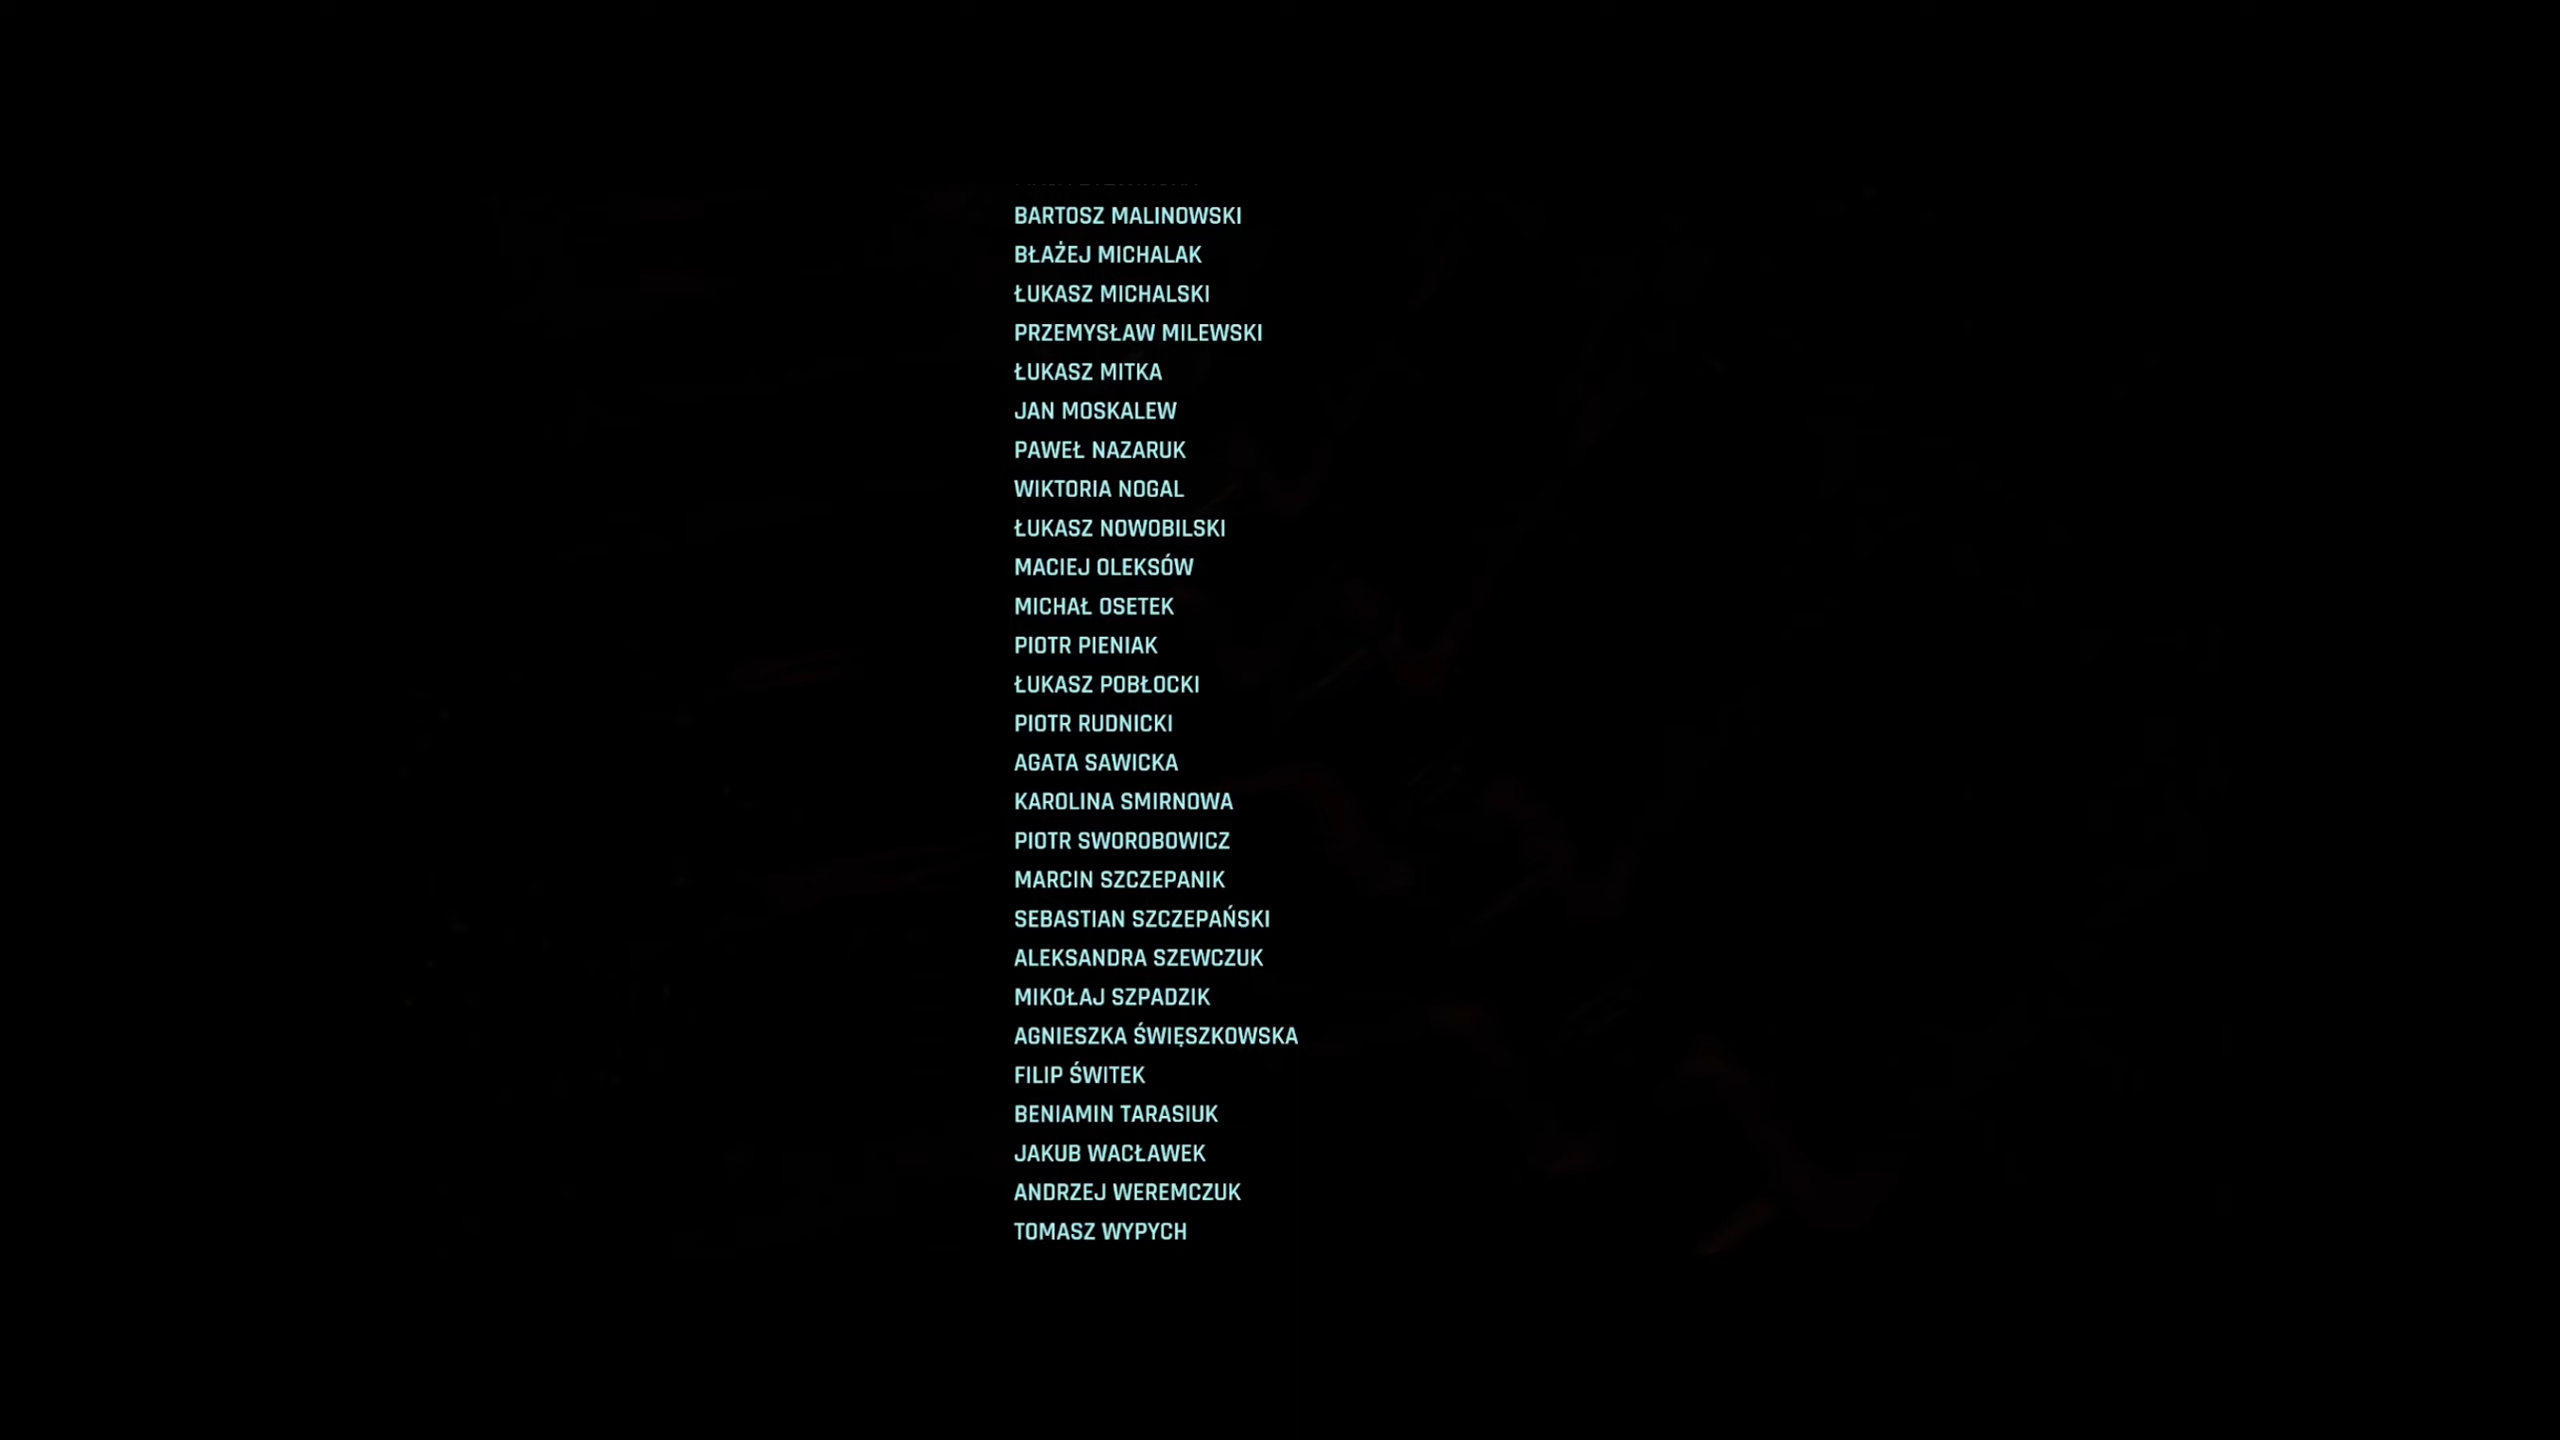 BARTOSZ MALINOWSKI
BŁAŻEJ MICHALAK
ŁUKASZ MICHALSKI
PRZEMYSŁAW MILEWSKI
ŁUKASZ MITKA
JAN MOSKALEW
PAWEŁ NAZARUK
WIKTORIA NOGAL
ŁUKASZ NOWOBILSKI
MACIEJ OLEKSÓW
MICHAŁ OSETEK
PIOTR PIENIAK
ŁUKASZ POBŁOCKI
PIOTR RUDNICKI
AGATA SAWICKA
KAROLINA SMIRNOWA
PIOTR SWOROBOWICZ
MARCIN SZCZEPANIK
SEBASTIAN SZCZEPAŃSKI
ALEKSANDRA SZEWCZUK
MIKOŁAJ SZPADZIK
AGNIESZKA ŚWIĘSZKOWSKA
FILIP ŚWITEK
BENIAMIN TARASIUK
JAKUB WACŁAWEK
ANDRZEJ WEREMCZUK
TOMASZ WYPYCH